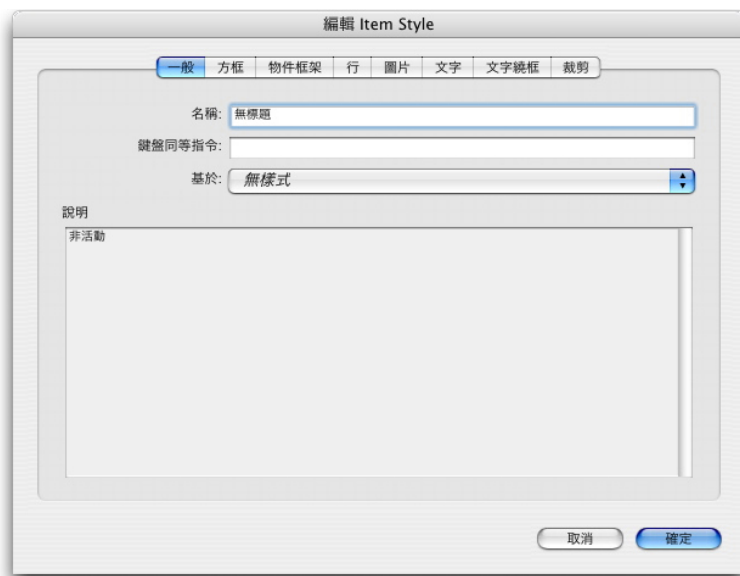 編輯 Item Style
一般 方框 物件框架 行 圖片 文字 文字繞框 裁剪
名稱: 無標題
鍵盤同等指令:
基於: 無樣式
說明
非活動
取消 確定